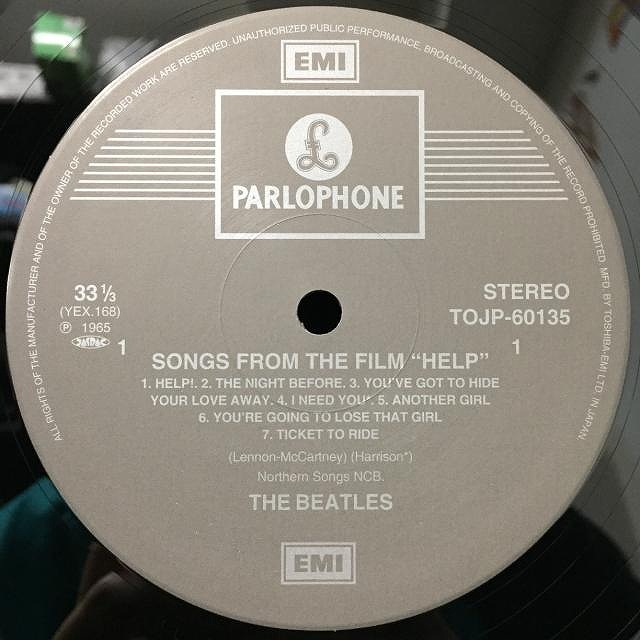 ALL RIGHTS OF THE MANUFACTURER AND OF THE OWNER OF THE RECORDED WORK ARE RESERVED. UNAUTHORIZED PUBLIC PERFORMANCE, BROADCASTING AND COPYING OF THE RECORD PROHIBITED. MFD. BY TOSHIBA-EMI LTD IN JAPAN
EMI
£
PARLOPHONE
33 1/3
(YEX.168)
Ⓟ 1965
JASRAC 1
STEREO
TOJP-60135
1
SONGS FROM THE FILM “HELP”
1. HELP!. 2. THE NIGHT BEFORE. 3. YOU'VE GOT TO HIDE
YOUR LOVE AWAY. 4. I NEED YOU*. 5. ANOTHER GIRL
6. YOU'RE GOING TO LOSE THAT GIRL
7. TICKET TO RIDE
(Lennon-McCartney) (Harrison*)
Northern Songs NCB.
THE BEATLES
EMI